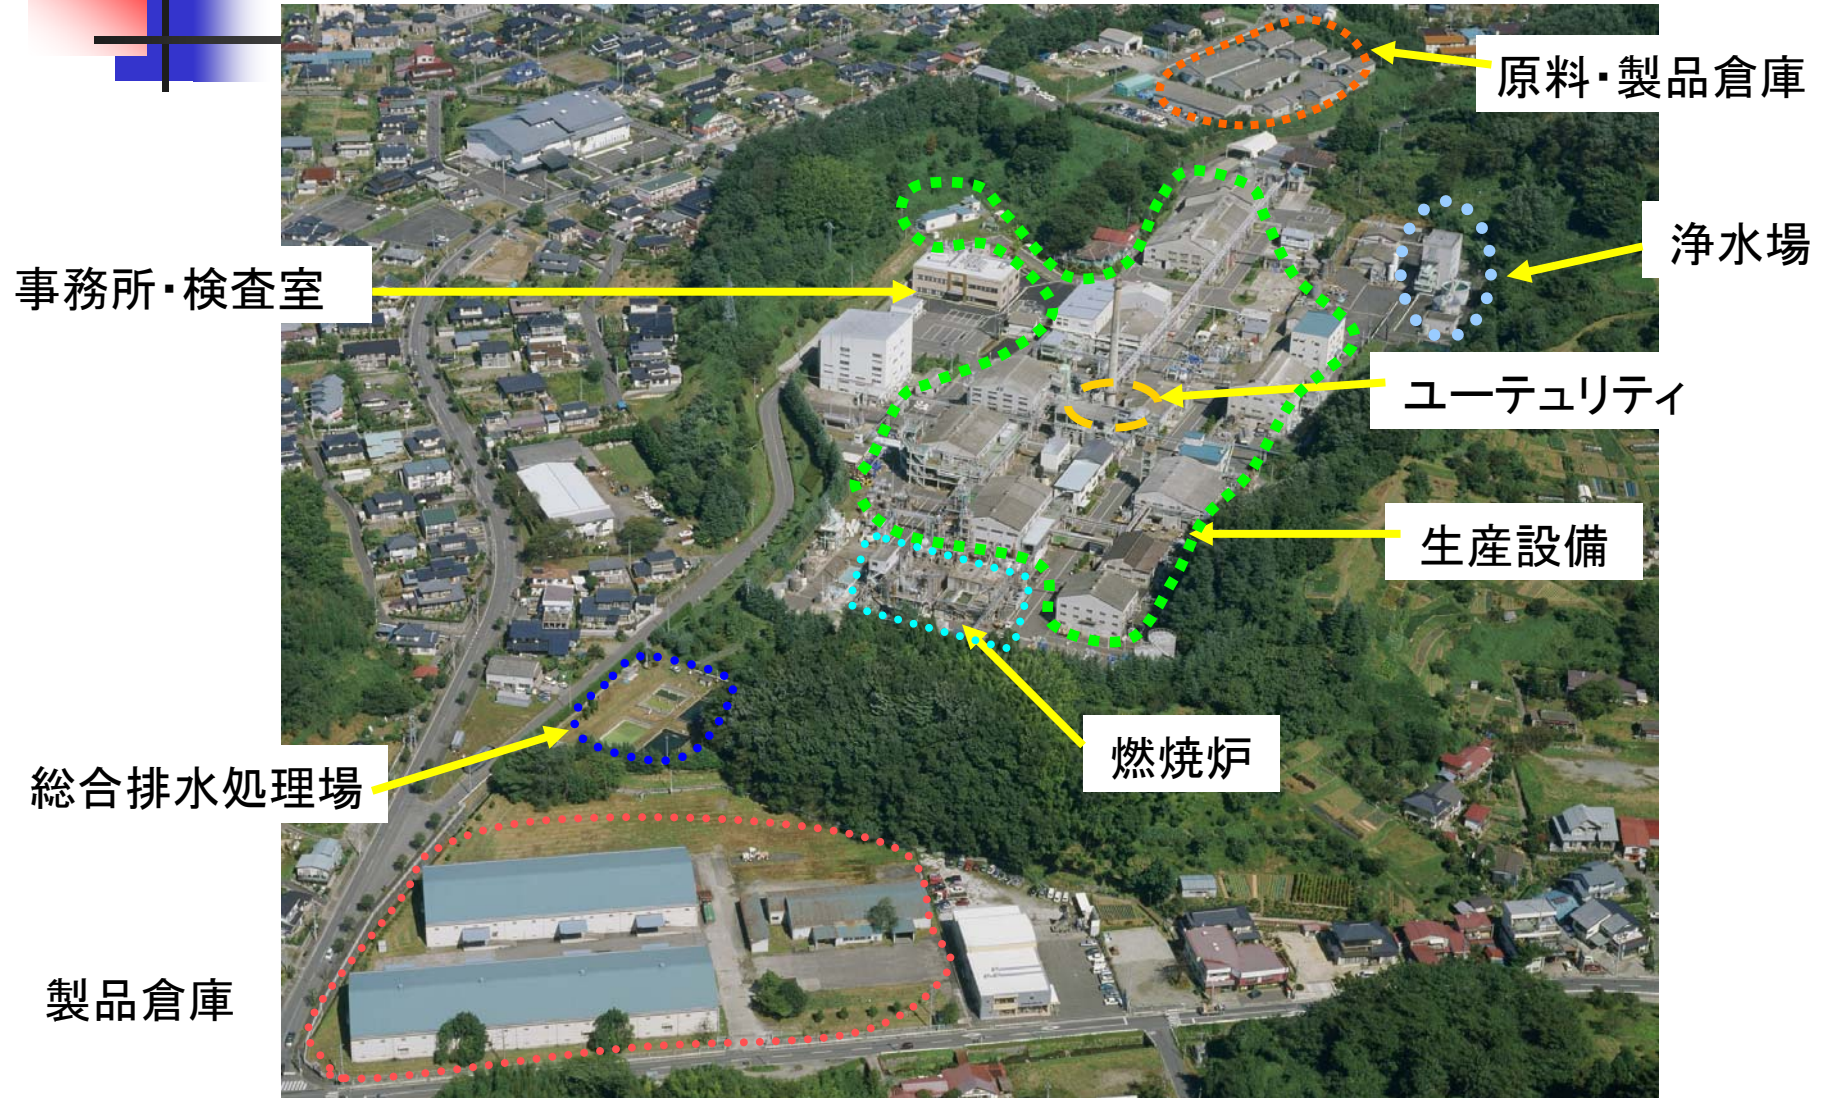 原料・製品倉庫
浄水場
事務所・検査室
ユーテュリティ
生産設備
燃焼炉
総合排水処理場
製品倉庫